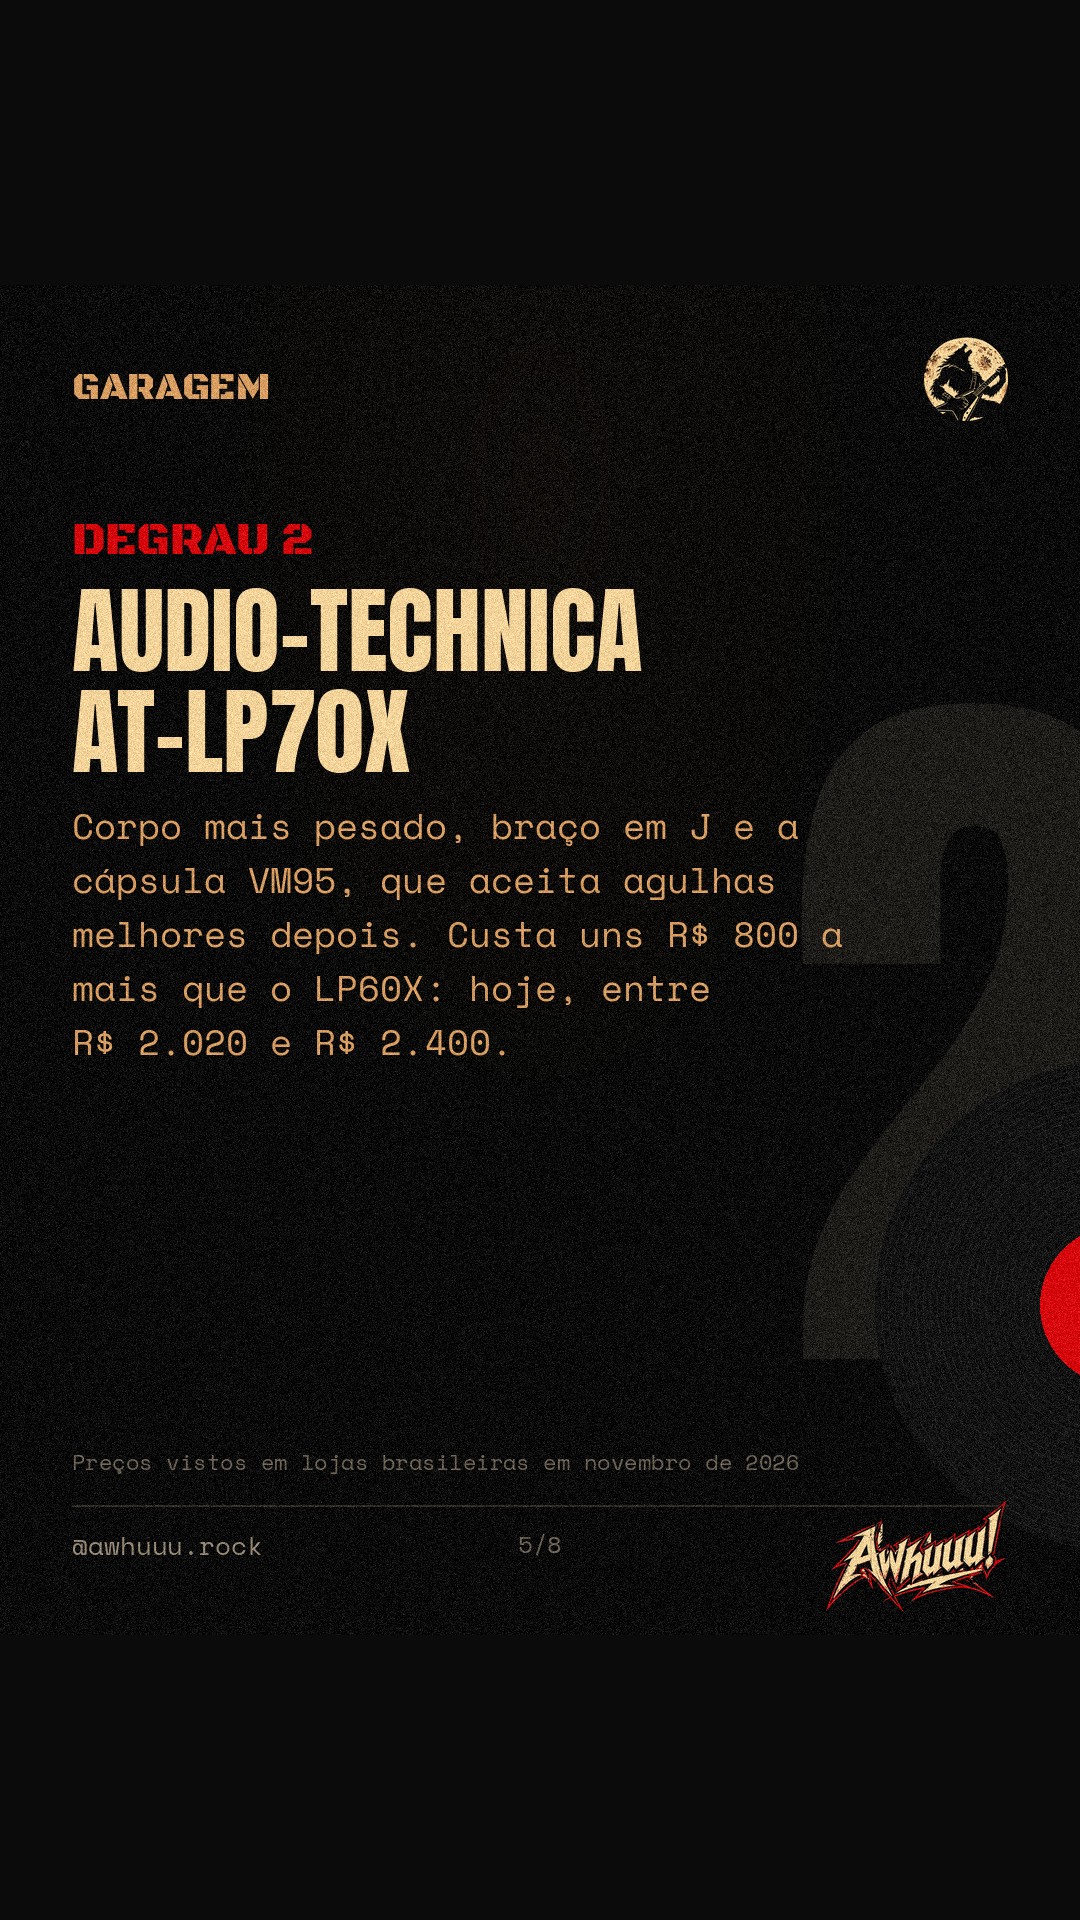 GARAGEM
DEGRAU 2
AUDIO-TECHNICA
AT-LP70X
Corpo mais pesado, braço em J e a
cápsula VM95, que aceita agulhas
melhores depois. Custa uns R$ 800 a
mais que o LP60X: hoje, entre
R$ 2.020 e R$ 2.400.
2
Preços vistos em lojas brasileiras em novembro de 2026
@awhuuu.rock
5/8
Awhuuu!